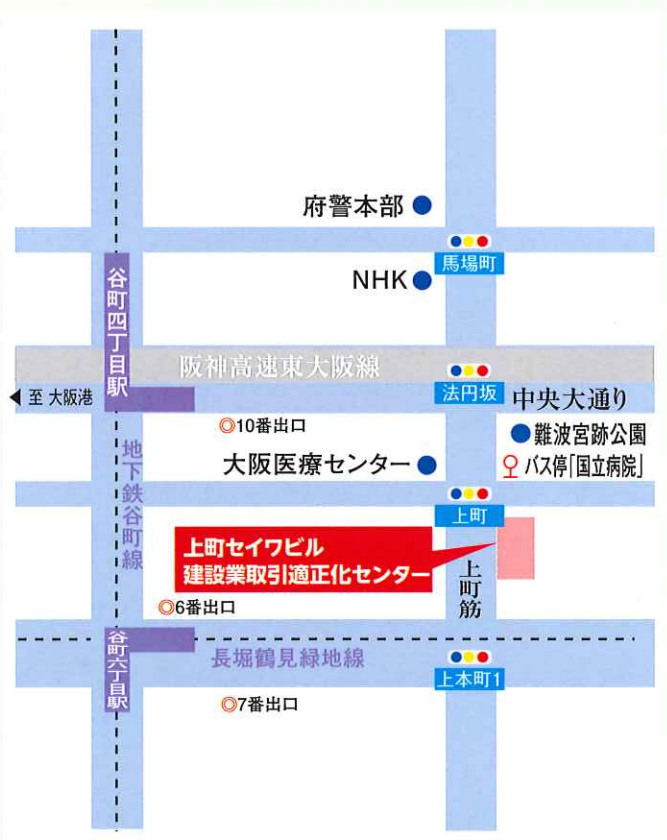 府警本部
馬場町
NHK
谷町四丁目駅
阪神高速東大阪線
至 大阪港
法円坂
中央大通り
◎10番出口
難波宮跡公園
大阪医療センター
バス停「国立病院」
地下鉄谷町線
上町
上町セイワビル
建設業取引適正化センター
上町筋
◎6番出口
谷町六丁目駅
長堀鶴見緑地線
上本町1
◎7番出口